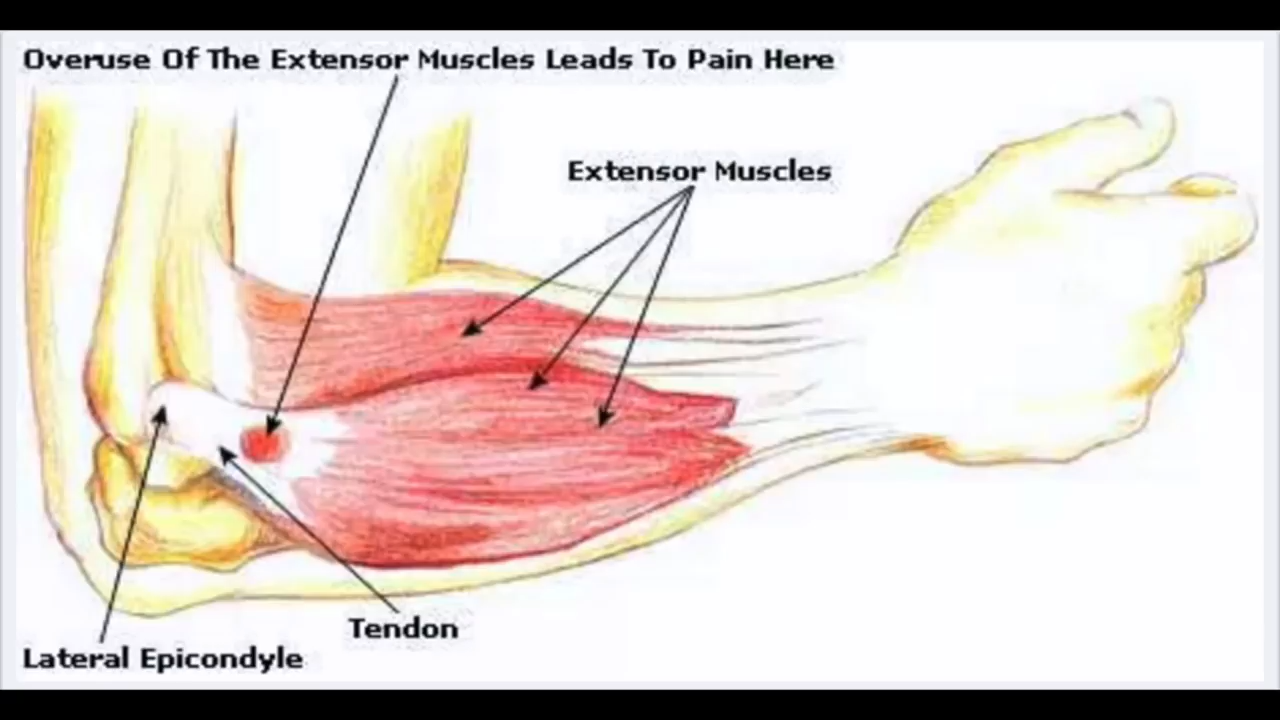 Overuse Of The Extensor Muscles Leads To Pain Here
Extensor Muscles
Tendon
Lateral Epicondyle